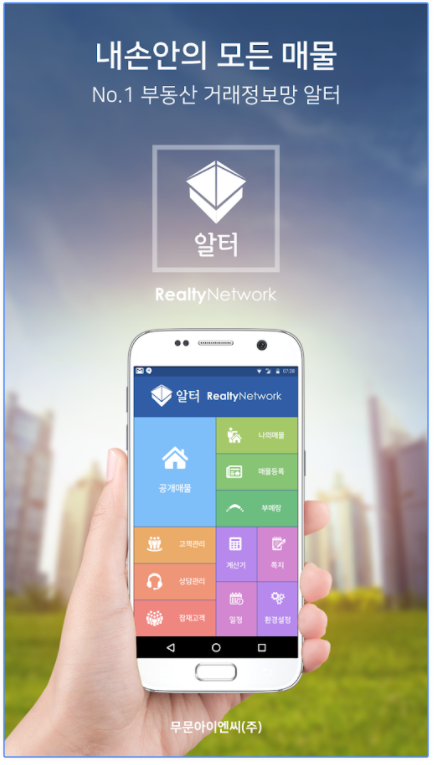 내손안의 모든 매물
No.1 부동산 거래정보망 알터
알터
RealtyNetwork
07:28
알터 RealtyNetwork
공개매물
나의매물
매물등록
부메랑
고객관리
상담관리
잠재고객
계산기
쪽지
일정
환경설정
무문아이엔씨(주)